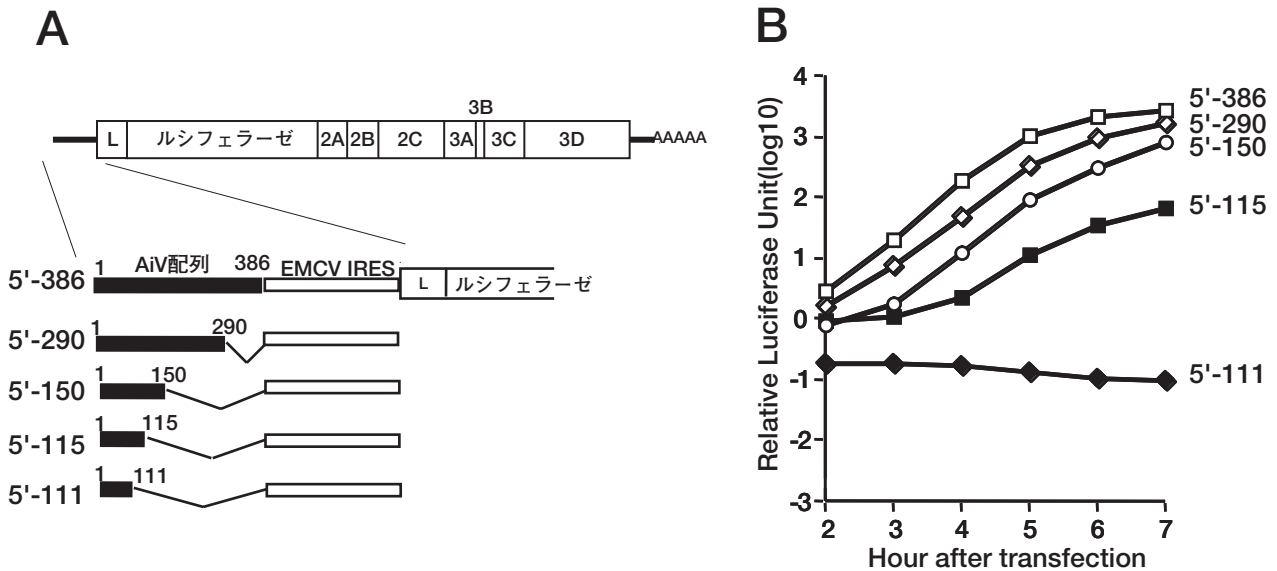 A
3B
L ルシフェラーゼ 2A 2B 2C 3A 3C 3D AAAAA
1 AiV配列 386 EMCV IRES
5'-386 L ルシフェラーゼ
1 290
5'-290
1 150
5'-150
1 115
5'-115
1 111
5'-111
B
Relative Luciferase Unit(log10)
4
3
2
1
0
-1
-2
-3
2 3 4 5 6 7
Hour after transfection
5'-386
5'-290
5'-150
5'-115
5'-111